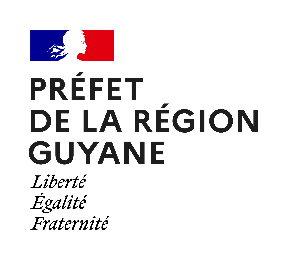 PRÉFET
DE LA RÉGION
GUYANE
Liberté
Égalité
Fraternité